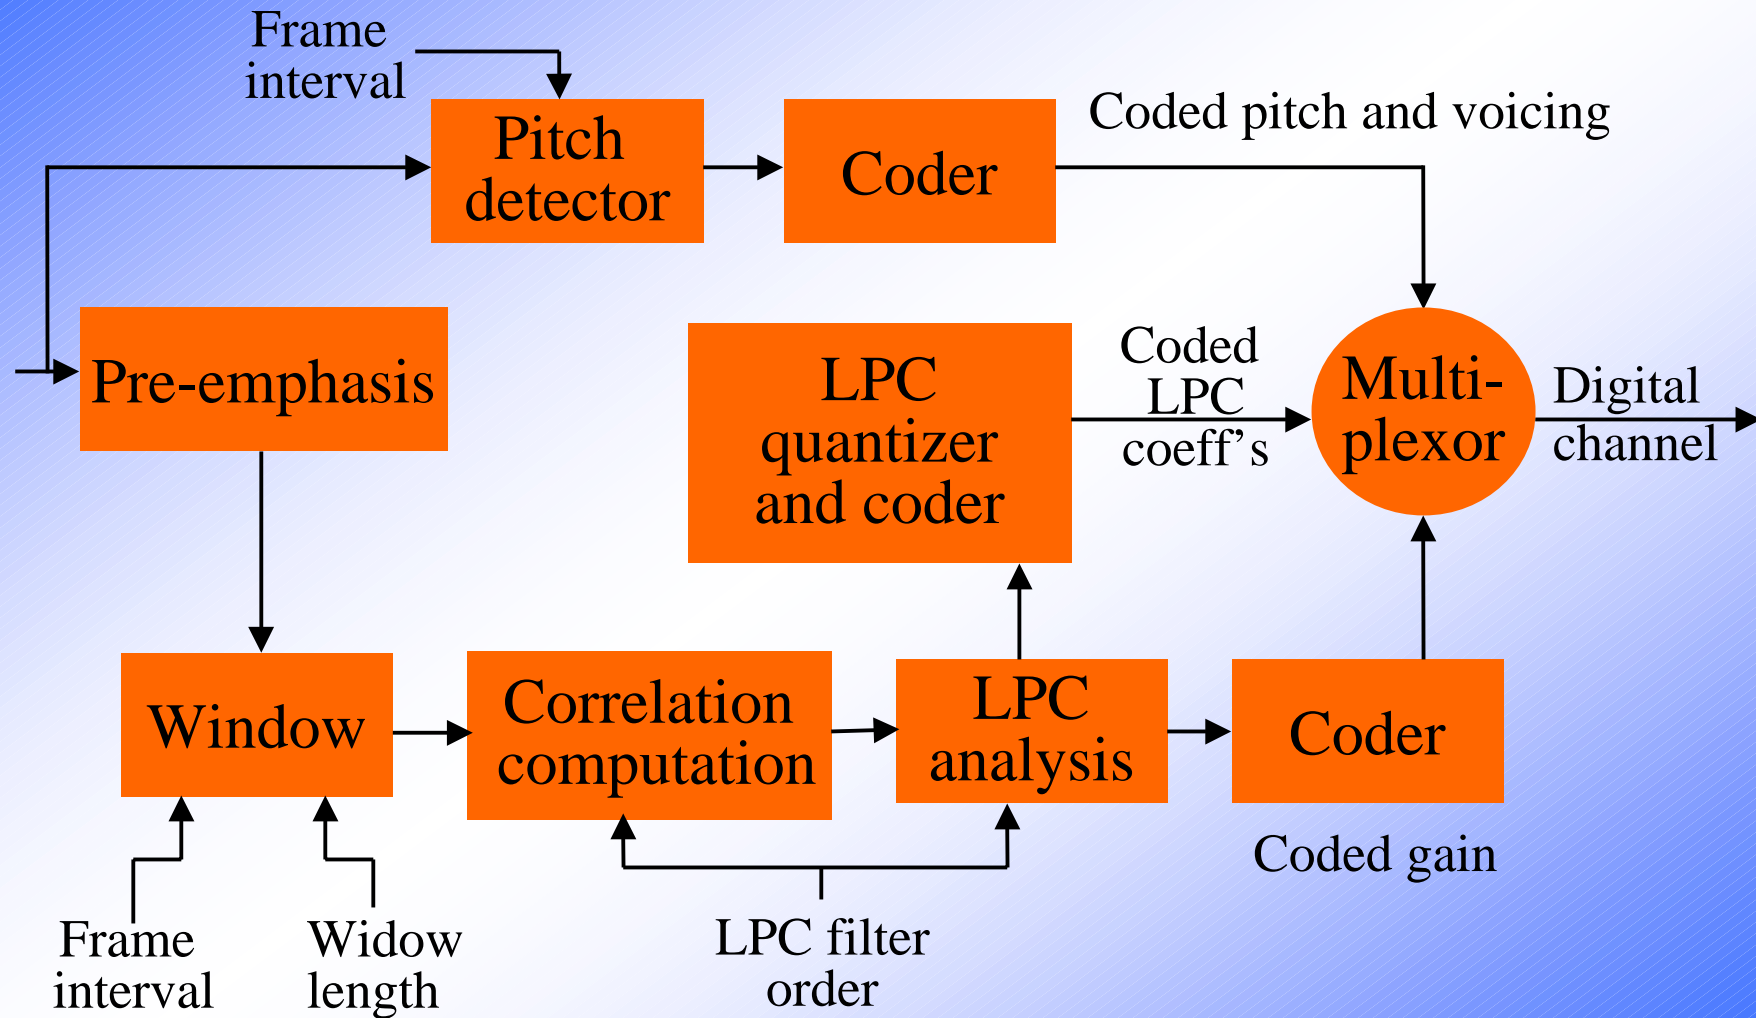 Frame
interval
Pitch
detector
Coder
Coded pitch and voicing
Pre-emphasis
LPC
quantizer
and coder
Coded
LPC
coeff’s
Multi-
plexor
Digital
channel
Window
Correlation
computation
LPC
analysis
Coder
Coded gain
Frame
interval
Widow
length
LPC filter
order